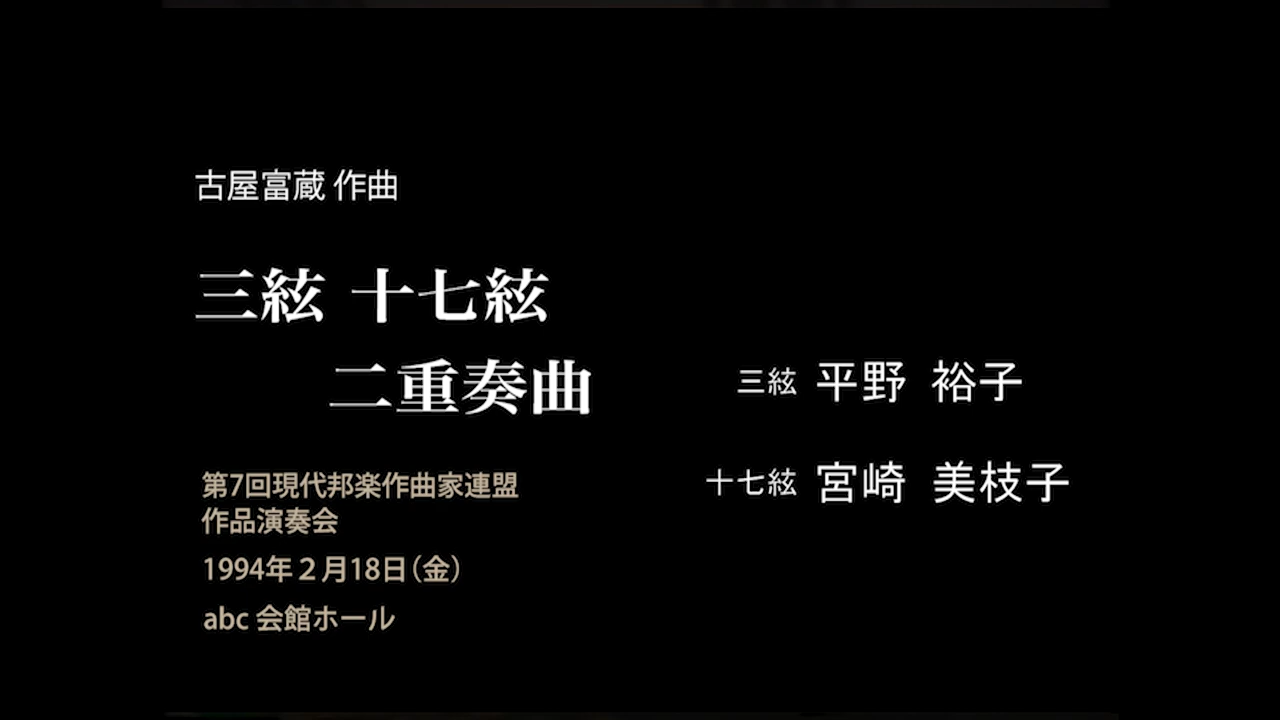 古屋富蔵 作曲
三絃 十七絃
二重奏曲
三絃 平野 裕子
十七絃 宮崎 美枝子
第7回現代邦楽作曲家連盟
作品演奏会
1994年2月18日(金)
abc 会館ホール